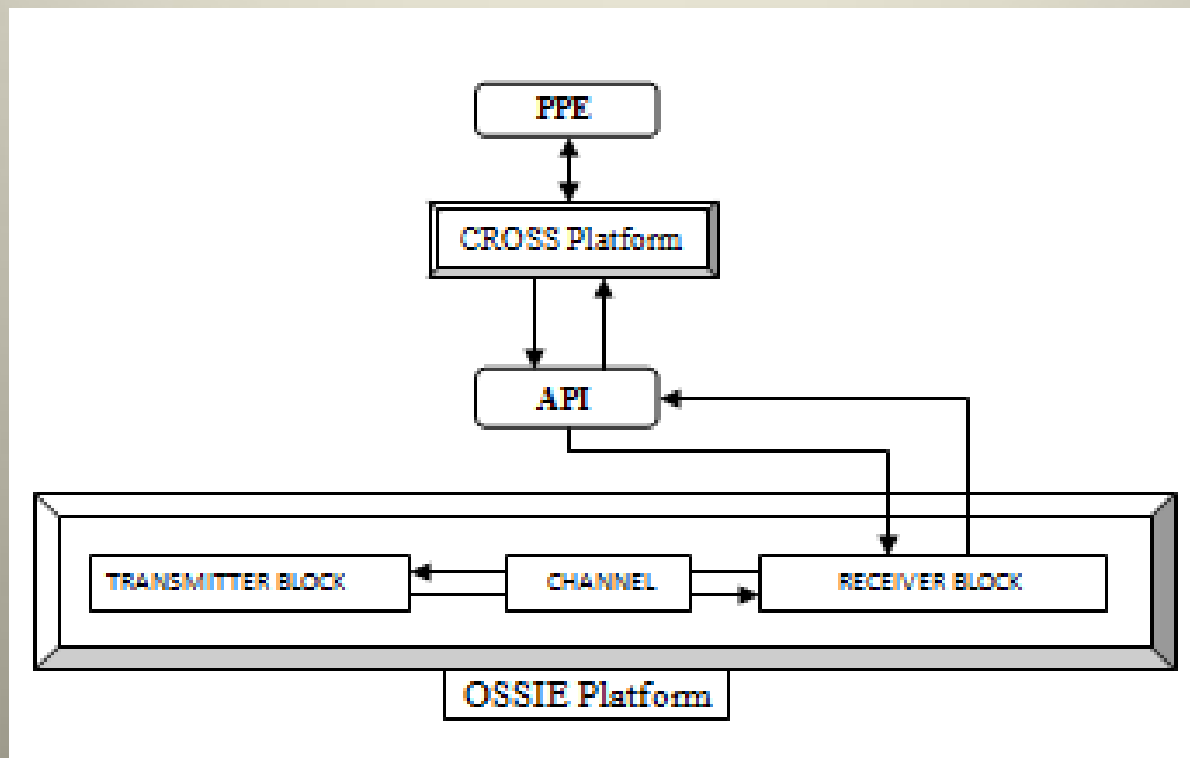 PPE
CROSS Platform
API
TRANSMITTER BLOCK
CHANNEL
RECEIVER BLOCK
OSSIE Platform